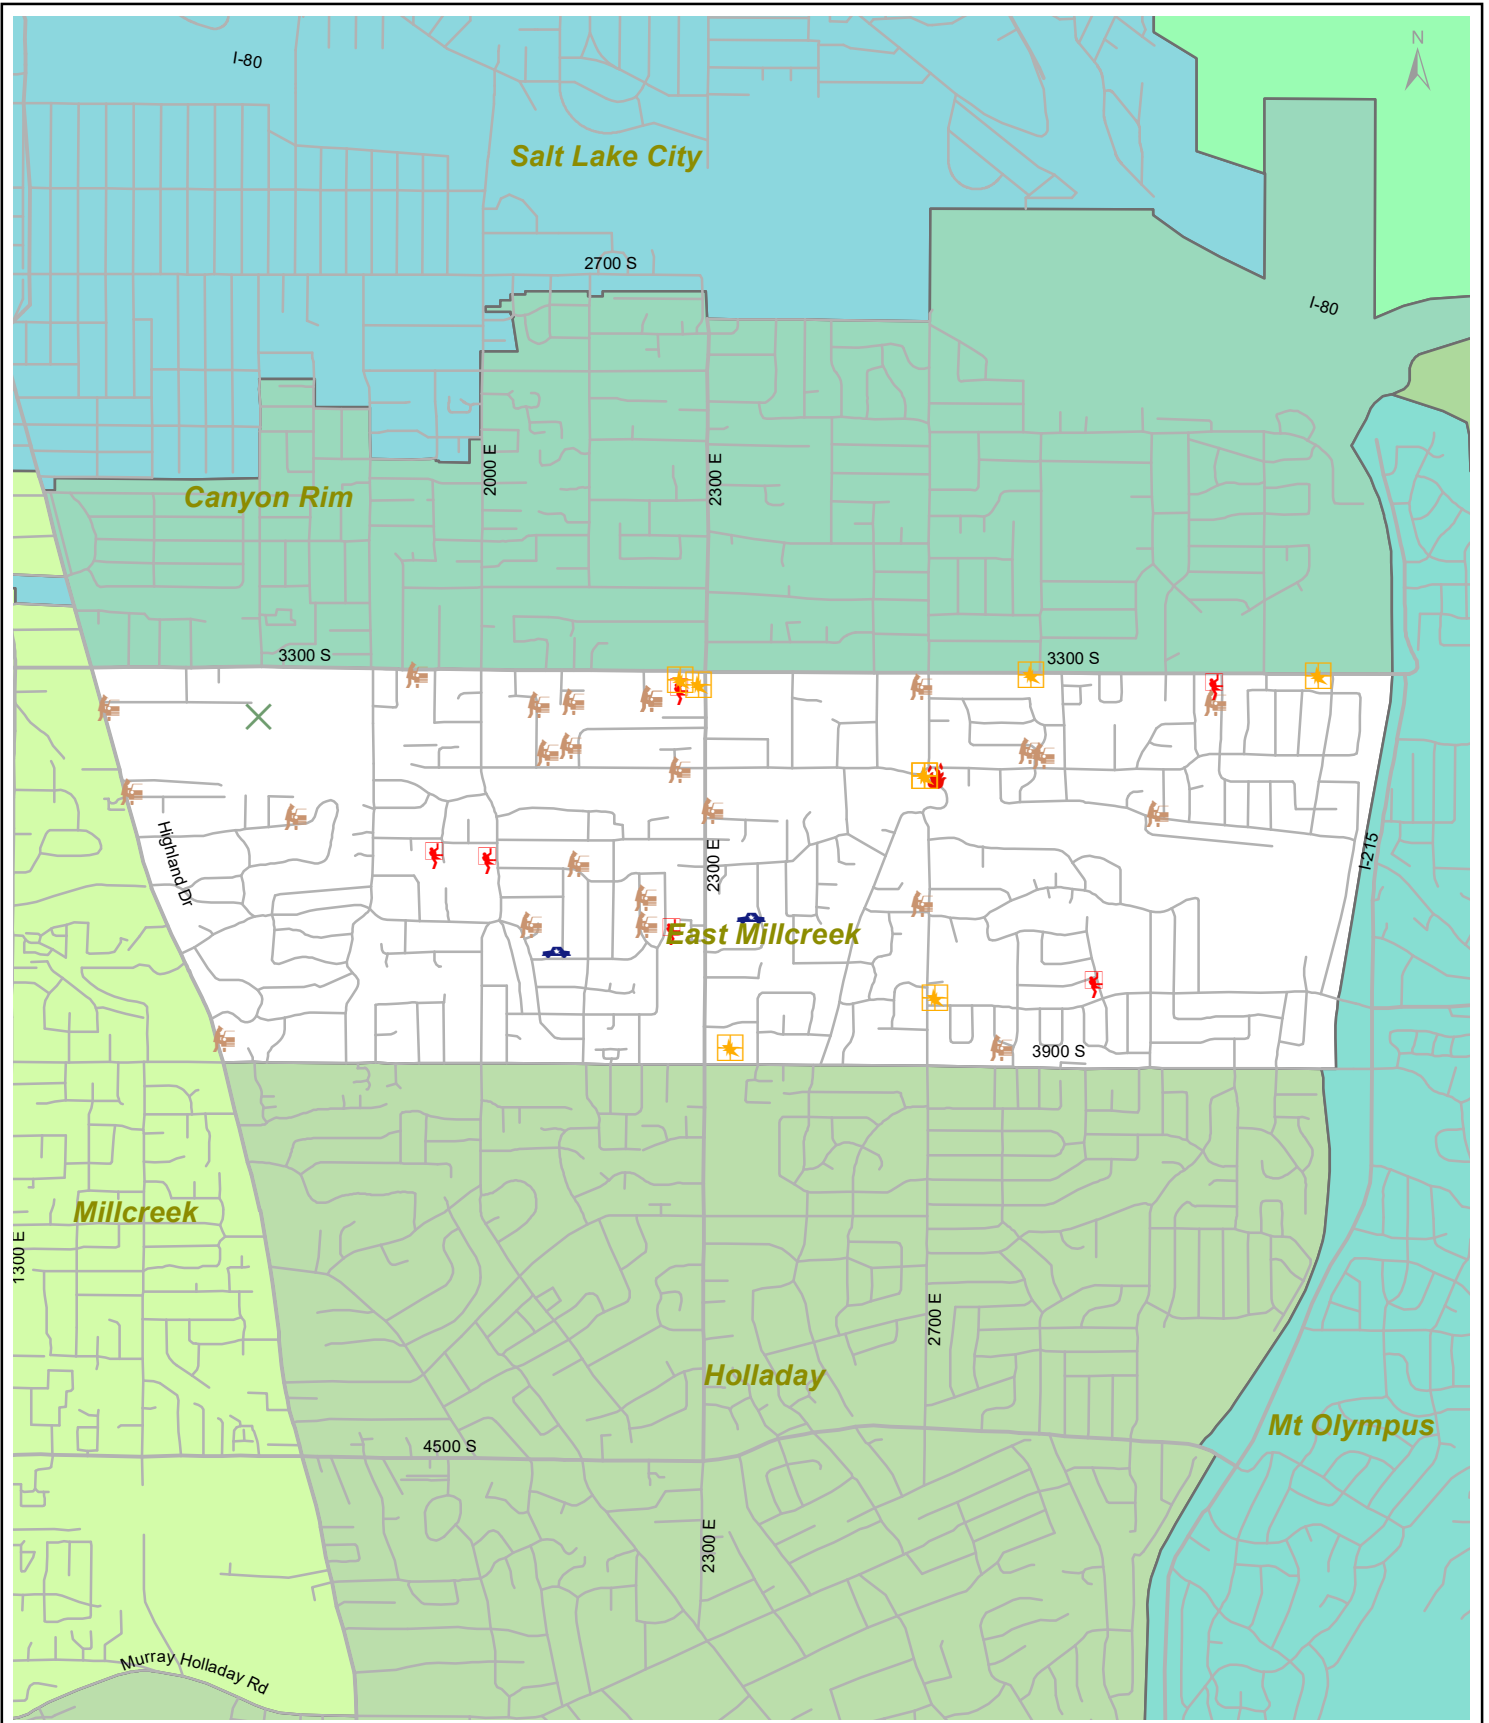 N
I-80
Salt Lake City
2700 S
I-80
2000 E
2300 E
Canyon Rim
3300 S
3300 S
Highland Dr
2300 E
I-215
East Millcreek
3900 S
Millcreek
1300 E
2700 E
Holladay
Mt Olympus
4500 S
2300 E
Murray Holladay Rd